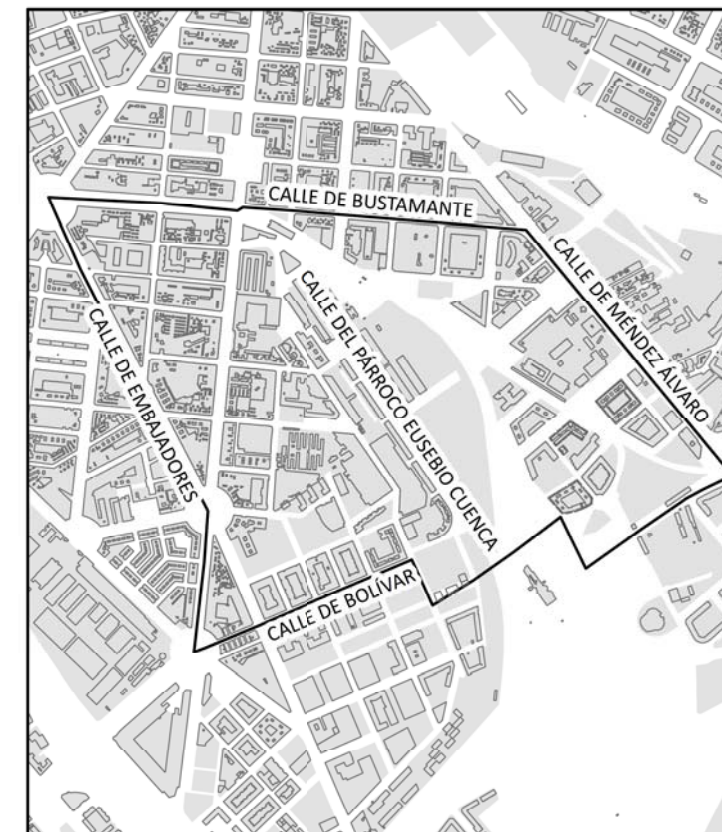 CALLE DE BUSTAMANTE
CALLE DE MÉNDEZ ÁLVARO
CALLE DEL PÁRROCO EUSEBIO CUENCA
CALLE DE EMBAJADORES
CALLE DE BOLÍVAR